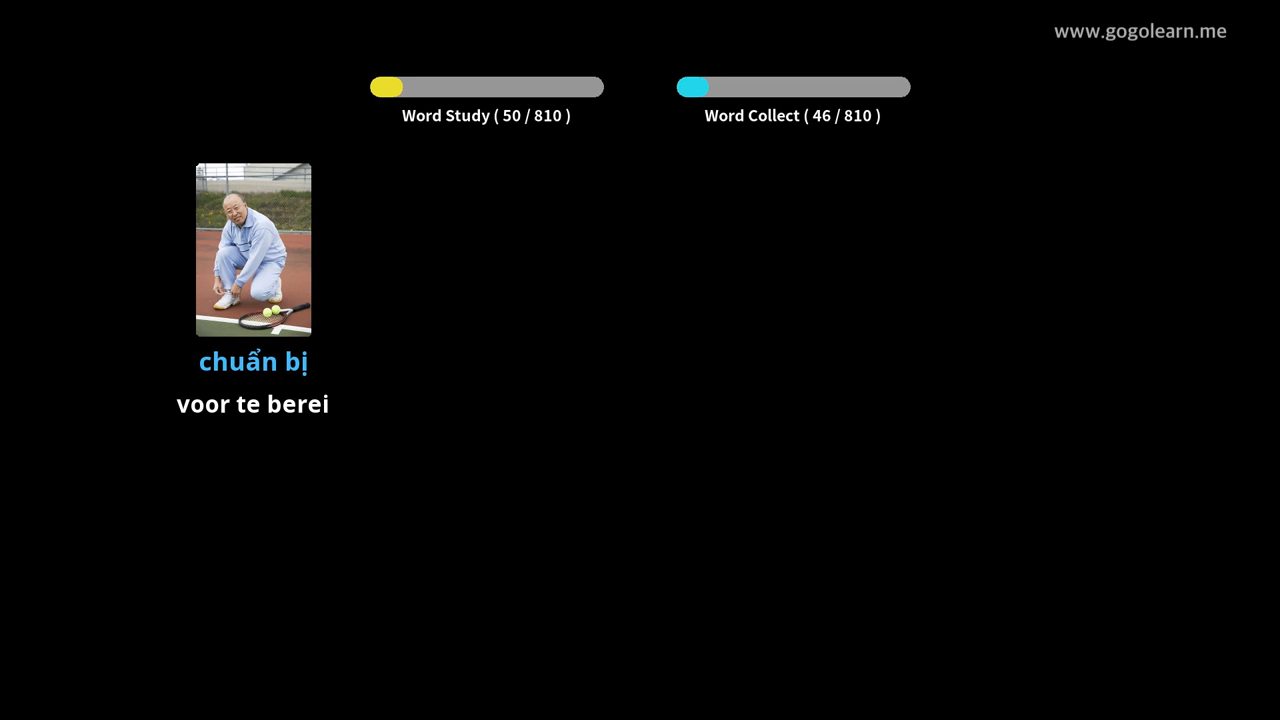 www.gogolearn.me
Word Study ( 50 / 810 )
Word Collect ( 46 / 810 )
chuẩn bị
voor te berei